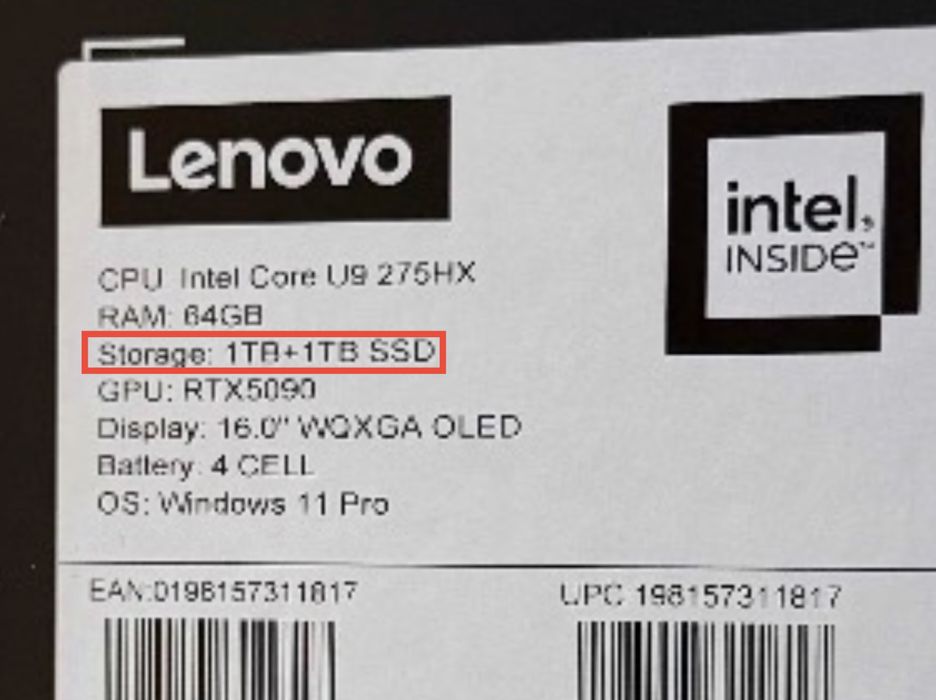 Lenovo
intel.
INSIDe™
CPU Intel Core U9 275HX
RAM: 64GB
Storage: 1TB+1TB SSD
GPU: RTX5090
Display: 16.0" WQXGA OLED
Battery: 4 CELL
OS: Windows 11 Pro
EAN:0198157311817
UPC 198157311817